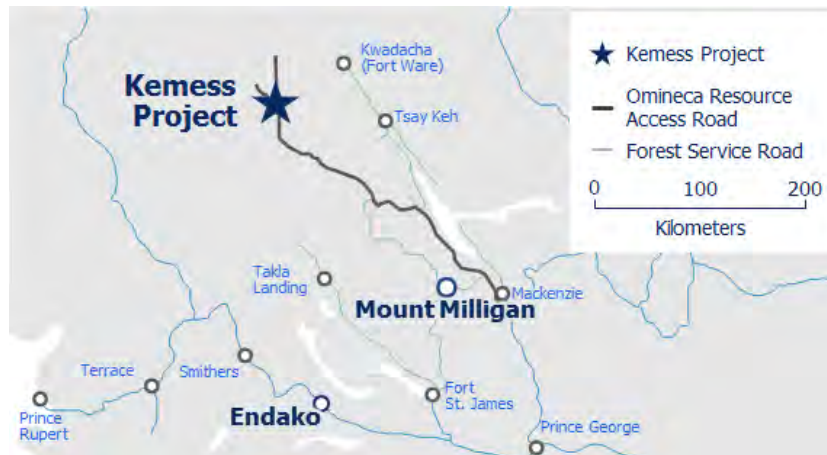 Kwadacha
(Fort Ware)
Kemess
Project
Tsay Keh
Kemess Project
Omineca Resource
Access Road
Forest Service Road
0 100 200
Kilometers
Takla
Landing
Mackenzie
Mount Milligan
Terrace
Smithers
Prince
Rupert
Endako
Fort
St. James
Prince George